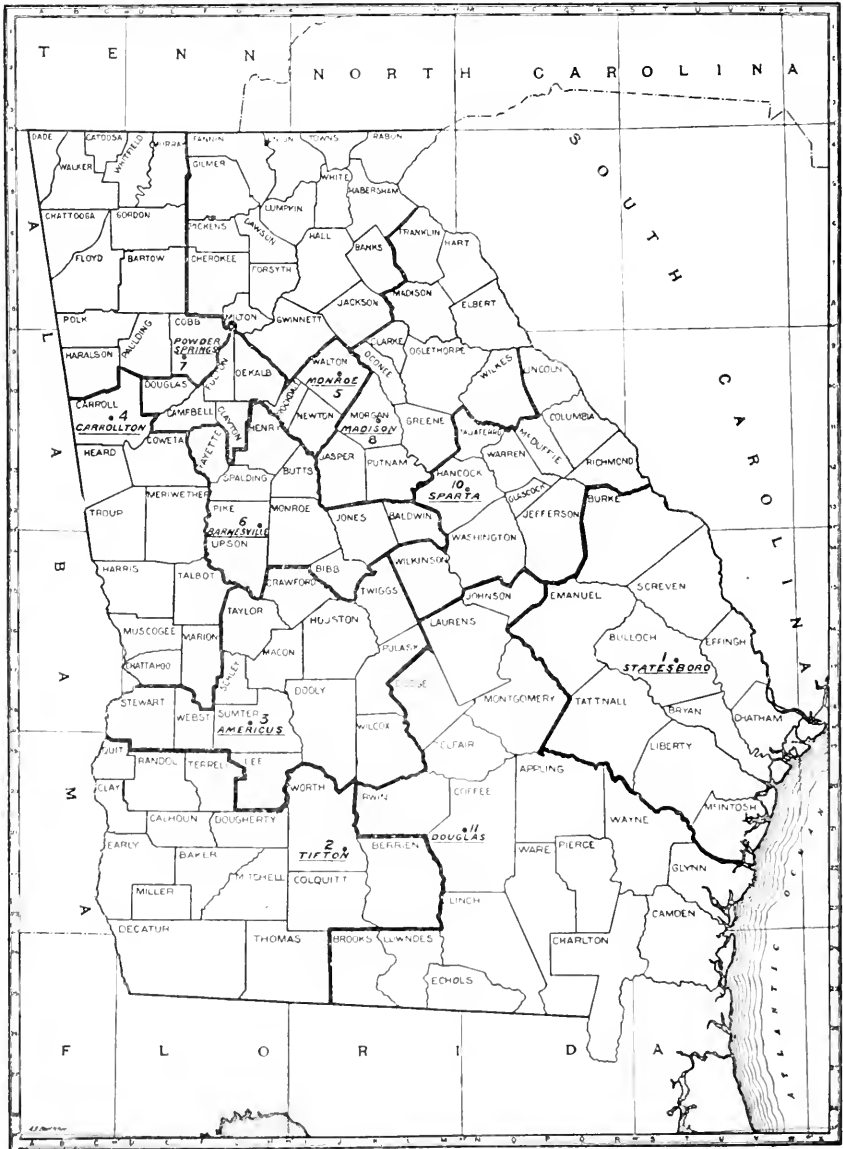 TENN
NORTH CAROLINA
SOUTH
CAROLINA
ALABAMA
FLORIDA
ATLANTIC OCEAN
DADE
CATOOSA
WHITFIELD
FANNIN
TOWNS
RABUN
WALKER
GILMER
WHITE
HABERSHAM
LUMPKIN
CHATTOOGA
GORDON
DAWSON
HALL
BANKS
FRANKLIN
HART
FLOYD
BARTOW
CHEROKEE
FORSYTH
JACKSON
MADISON
ELBERT
POLK
PAULDING
COBB
MILTON
GWINNETT
CLARKE
OGLETHORPE
WILKES
LINCOLN
HARALSON
POWDER
SPRINGS
7
DOUGLAS
FULTON
DEKALB
WALTON
MONROE
5
OCONEE
CARROLL
4
CARROLLTON
CAMPBELL
CLAYTON
HENRY
NEWTON
MORGAN
MADISON
8
GREENE
WARREN
MCDUFFIE
COLUMBIA
RICHMOND
COWETA
FAYETTE
HEARD
SPALDING
BUTTS
JASPER
PUTNAM
HANCOCK
10
SPARTA
GLASCOCK
JEFFERSON
BURKE
MERIWETHER
TROUP
PIKE
6
BARNESVILLE
UPSON
MONROE
JONES
BALDWIN
WASHINGTON
HARRIS
TALBOT
CRAWFORD
BIBB
TWIGGS
WILKINSON
JOHNSON
EMANUEL
SCREVEN
TAYLOR
HOUSTON
LAURENS
BULLOCH
1
STATESBORO
EFFINGH
MUSCOGEE
MARION
CHATTAHO
SCHLEY
MACON
PULASK
DOOLY
MONTGOMERY
TATTNALL
BRYAN
CHATHAM
STEWART
WEBST
SUMTER
3
AMERICUS
WILCOX
LIBERTY
QUIT
RANDOL
TERREL
LEE
CLAY
WORTH
COFFEE
APPLING
CALHOUN
DOUGHERTY
WAYNE
MCINTOSH
EARLY
BAKER
2
TIFTON
BERRIEN
11
DOUGLAS
WARE
PIERCE
GLYNN
MILLER
COLQUITT
LINCH
CAMDEN
DECATUR
THOMAS
BROOKS
LOWNDES
CHARLTON
ECHOLS